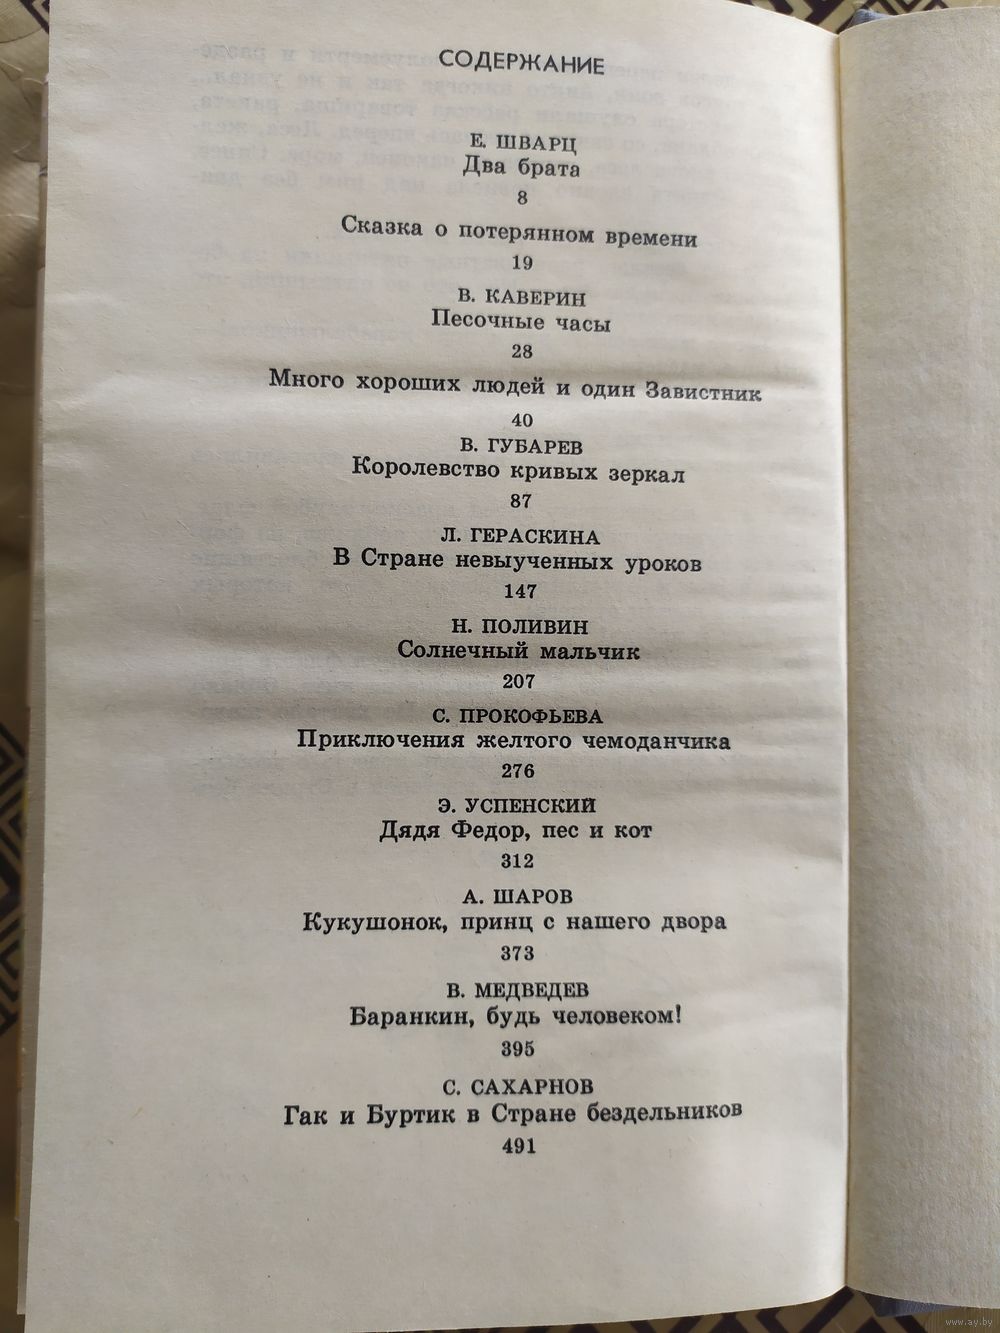 СОДЕРЖАНИЕ
Е. ШВАРЦ
Два брата
8
Сказка о потерянном времени
19
В. КАВЕРИН
Песочные часы
28
Много хороших людей и один Завистник
40
В. ГУБАРЕВ
Королевство кривых зеркал
87
Л. ГЕРАСКИНА
В Стране невыученных уроков
147
Н. ПОЛИВИН
Солнечный мальчик
207
С. ПРОКОФЬЕВА
Приключения желтого чемоданчика
276
Э. УСПЕНСКИЙ
Дядя Федор, пес и кот
312
А. ШАРОВ
Кукушонок, принц с нашего двора
373
В. МЕДВЕДЕВ
Баранкин, будь человеком!
395
С. САХАРНОВ
Гак и Буртик в Стране бездельников
491
www.ay.by